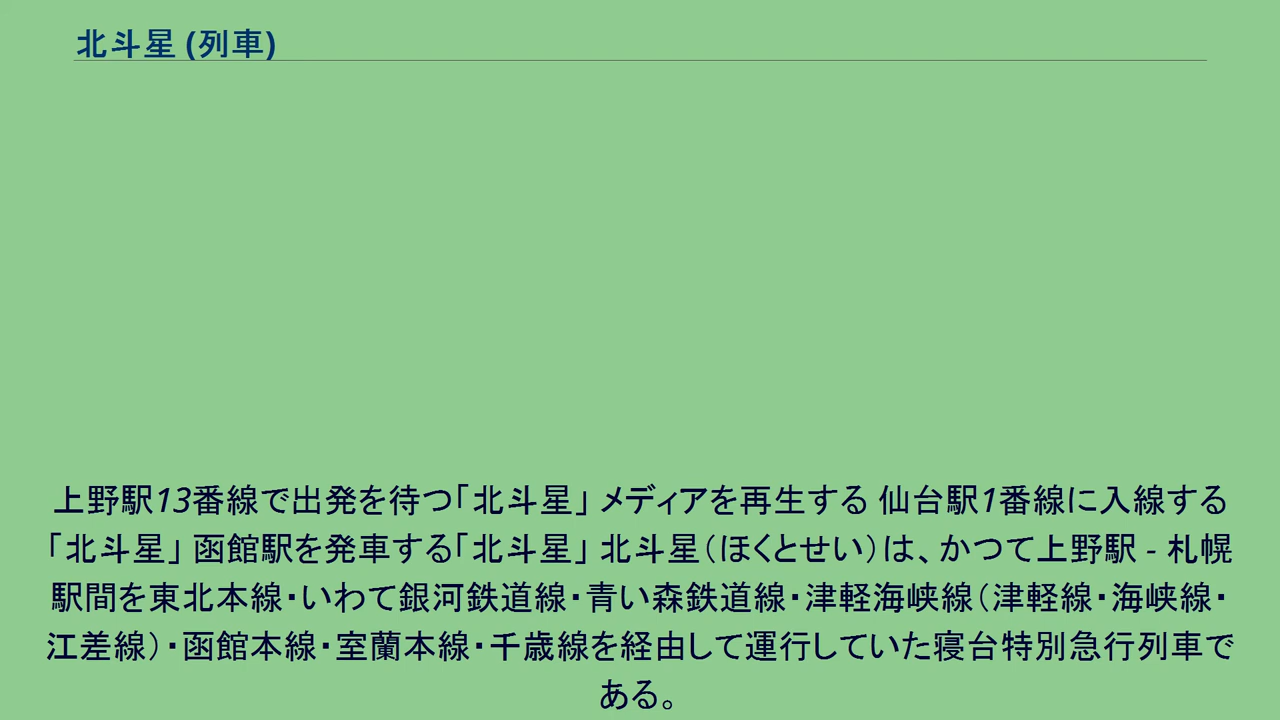 北斗星 (列車)
上野駅13番線で出発を待つ「北斗星」 メディアを再生する 仙台駅1番線に入線する
「北斗星」 函館駅を発車する「北斗星」 北斗星（ほくとせい）は、かつて上野駅 - 札幌
駅間を東北本線・いわて銀河鉄道線・青い森鉄道線・津軽海峡線（津軽線・海峡線・
江差線）・函館本線・室蘭本線・千歳線を経由して運行していた寝台特別急行列車で
ある。